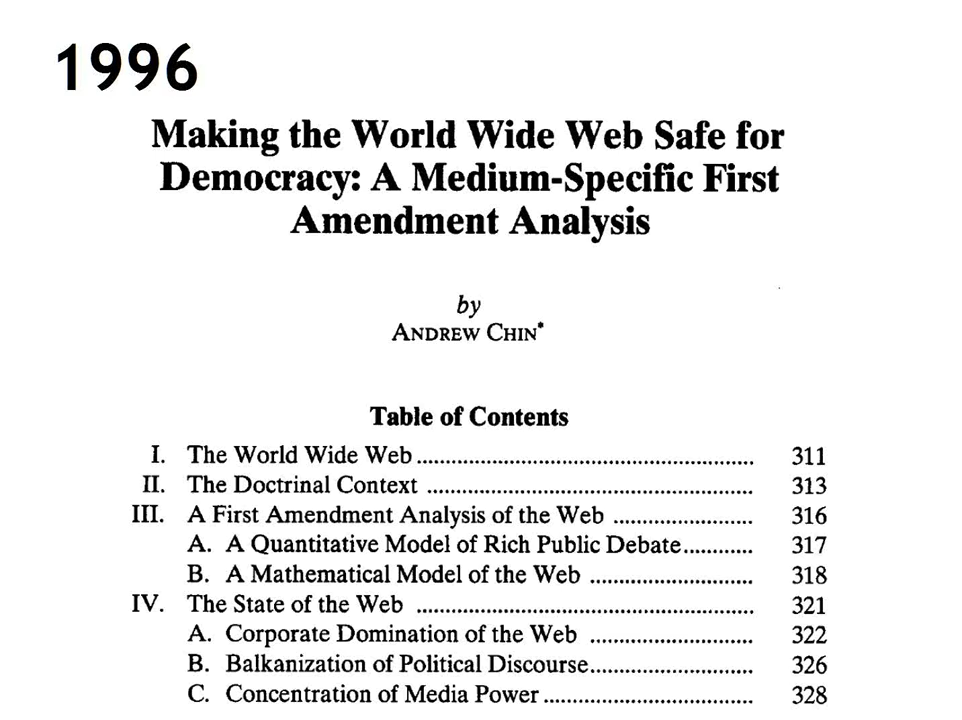 1996
Making the World Wide Web Safe for
Democracy: A Medium-Specific First
Amendment Analysis
by
ANDREW CHIN*
Table of Contents
I. The World Wide Web ........................................................ 311
II. The Doctrinal Context ...................................................... 313
III. A First Amendment Analysis of the Web ........................ 316
A. A Quantitative Model of Rich Public Debate............ 317
B. A Mathematical Model of the Web ........................... 318
IV. The State of the Web ........................................................ 321
A. Corporate Domination of the Web ........................... 322
B. Balkanization of Political Discourse........................... 326
C. Concentration of Media Power ................................... 328